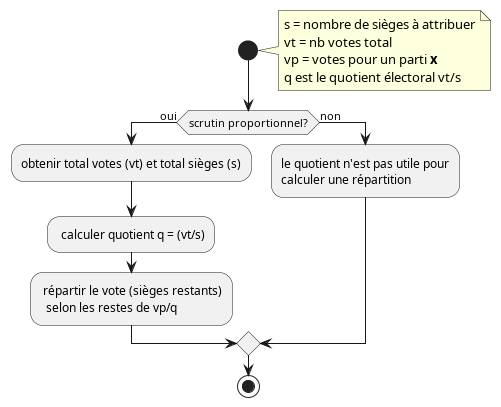 s = nombre de sièges à attribuer
vt = nb votes total
vp = votes pour un parti x
q est le quotient électoral vt/s
oui
scrutin proportionnel?
non
obtenir total votes (vt) et total sièges (s)
le quotient n'est pas utile pour
calculer une répartition
calculer quotient q = (vt/s)
répartir le vote (sièges restants)
selon les restes de vp/q